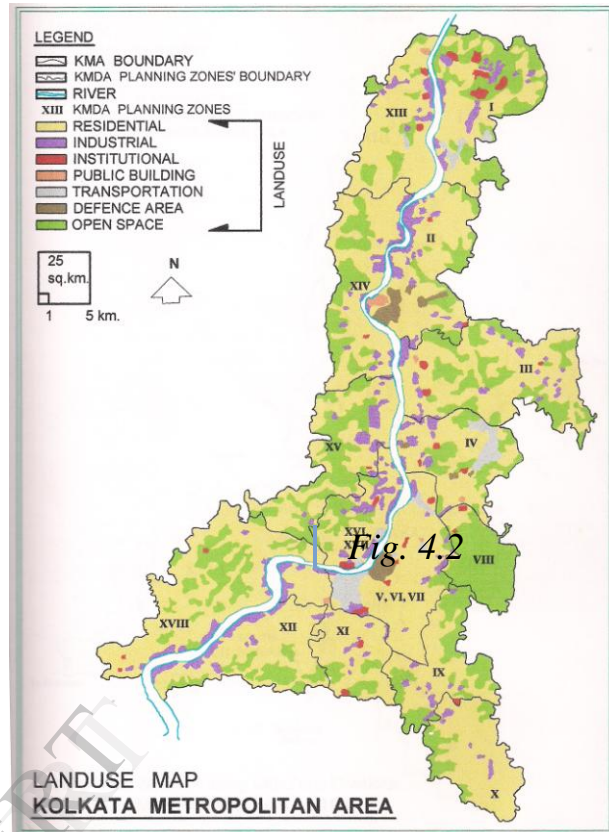 LEGEND
KMA BOUNDARY
KMDA PLANNING ZONES' BOUNDARY
RIVER
XIII KMDA PLANNING ZONES
RESIDENTIAL
INDUSTRIAL
INSTITUTIONAL
PUBLIC BUILDING
TRANSPORTATION
DEFENCE AREA
OPEN SPACE
LANDUSE
25
sq.km.
1 5 km.
N
I
XIII
II
XIV
III
IV
XV
XVI,
Fig. 4.2
VIII
V, VI, VII
XVIII
XII
XI
IX
X
LANDUSE MAP
KOLKATA METROPOLITAN AREA